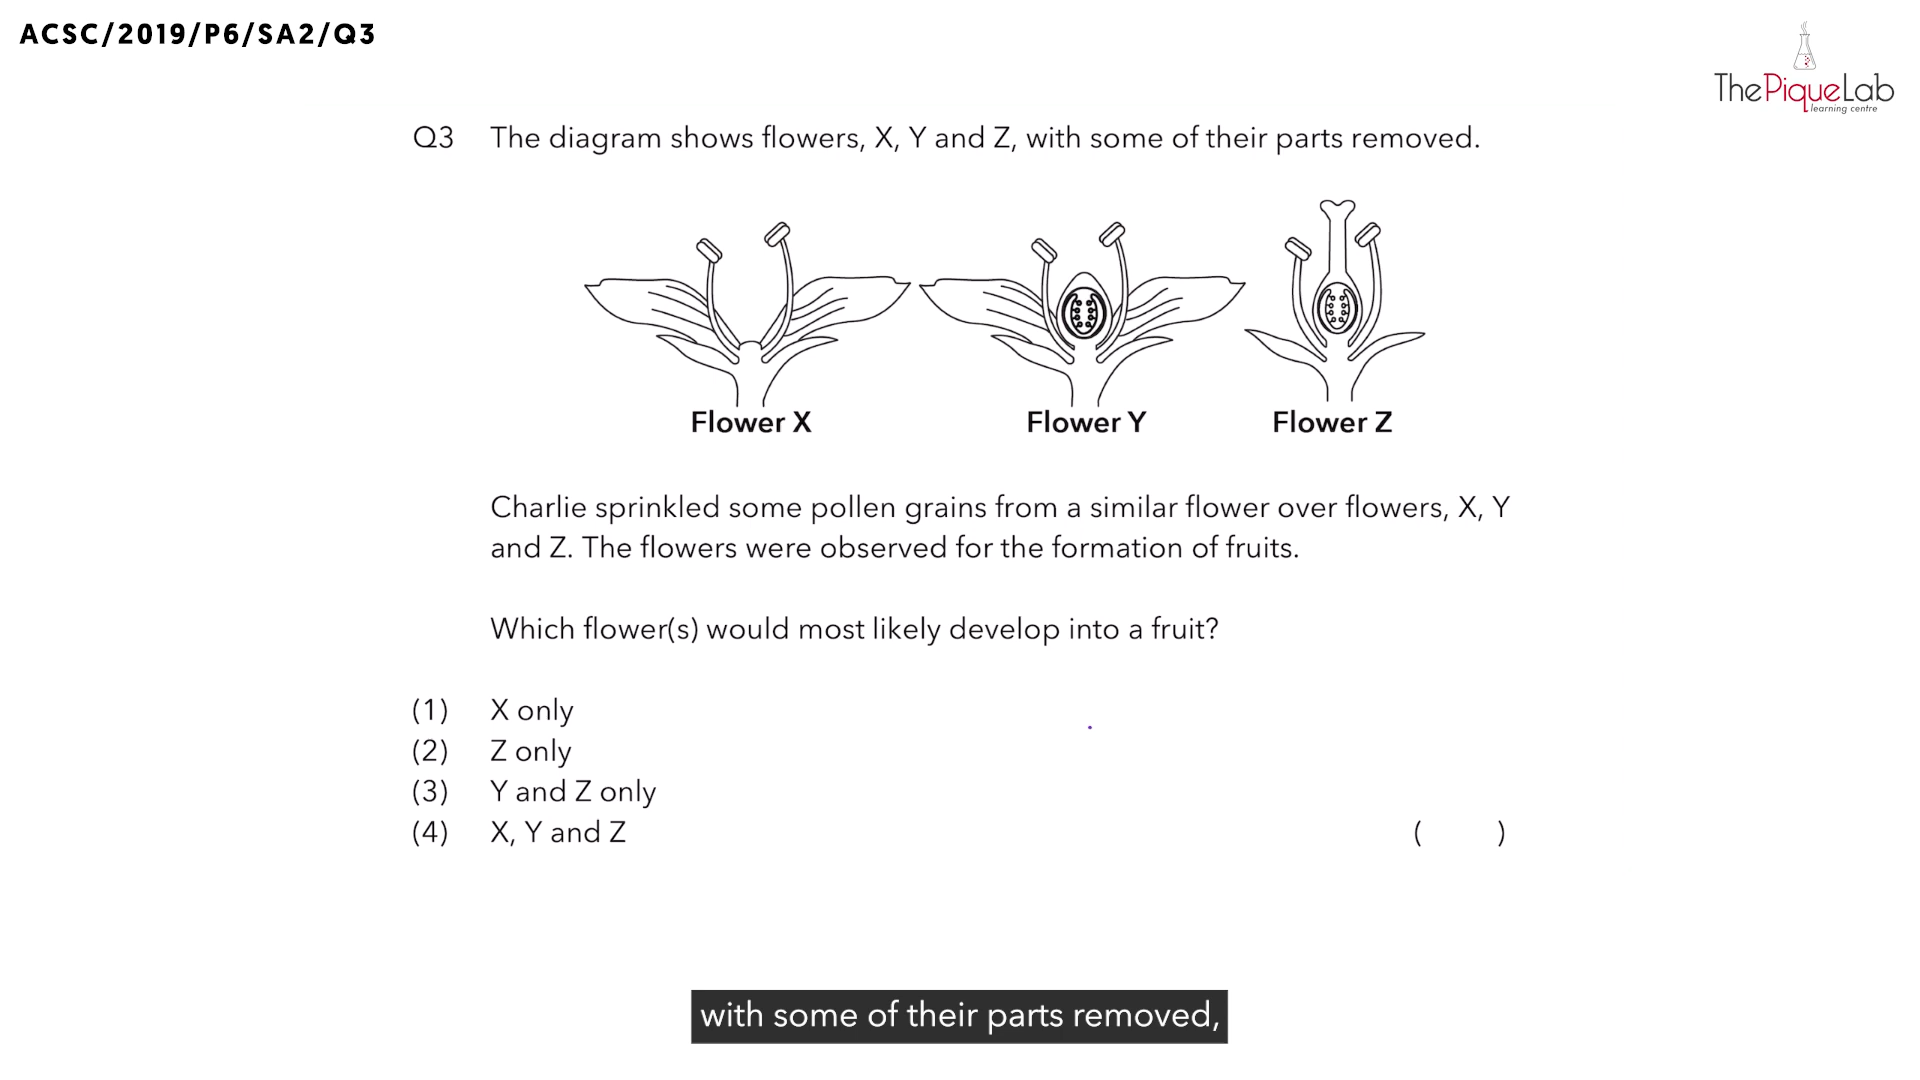 ACSC/2019/P6/SA2/Q3
ThePiqueLab
learning centre
Q3 The diagram shows flowers, X, Y and Z, with some of their parts removed.
Flower X Flower Y Flower Z
Charlie sprinkled some pollen grains from a similar flower over flowers, X, Y
and Z. The flowers were observed for the formation of fruits.
Which flower(s) would most likely develop into a fruit?
(1) X only
(2) Z only
(3) Y and Z only
(4) X, Y and Z ( )
with some of their parts removed,